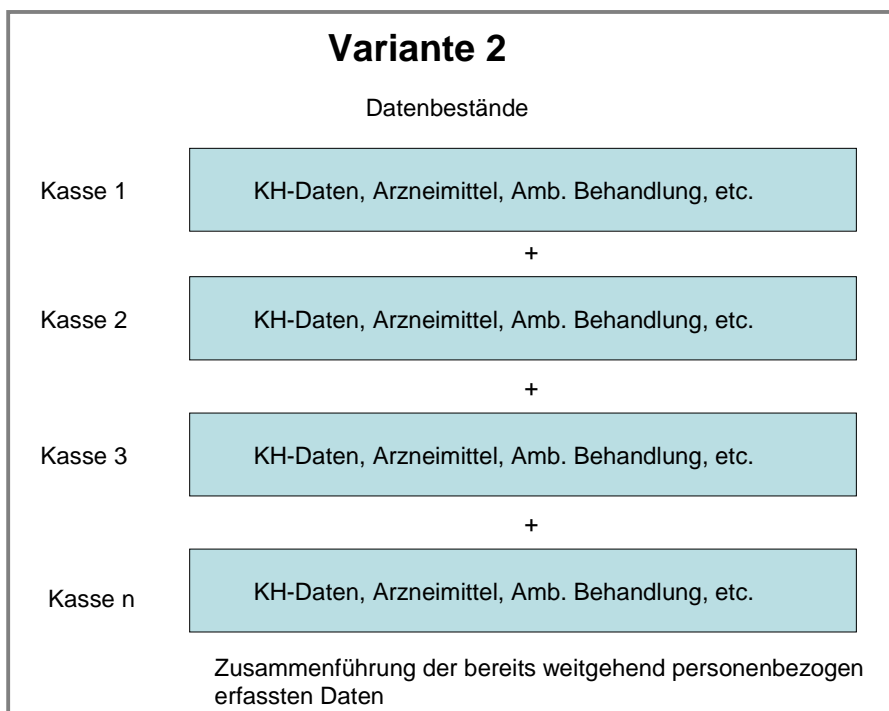 Variante 2
Datenbestände
Kasse 1
KH-Daten, Arzneimittel, Amb. Behandlung, etc.
+
Kasse 2
KH-Daten, Arzneimittel, Amb. Behandlung, etc.
+
Kasse 3
KH-Daten, Arzneimittel, Amb. Behandlung, etc.
+
Kasse n
KH-Daten, Arzneimittel, Amb. Behandlung, etc.
Zusammenführung der bereits weitgehend personenbezogen
erfassten Daten